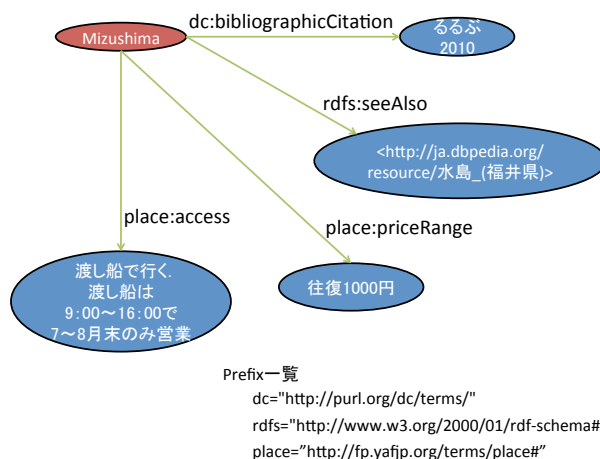 dc:bibliographicCitation
Mizushima
るるぶ
2010
rdfs:seeAlso
<http://ja.dbpedia.org/
resource/水島_(福井県)>
place:access
place:priceRange
渡し船で行く.
渡し船は
9:00〜16:00で
7〜8月末のみ営業
往復1000円
Prefix一覧
dc="http://purl.org/dc/terms/"
rdfs="http://www.w3.org/2000/01/rdf-schema#
place="http://fp.yafjp.org/terms/place#”